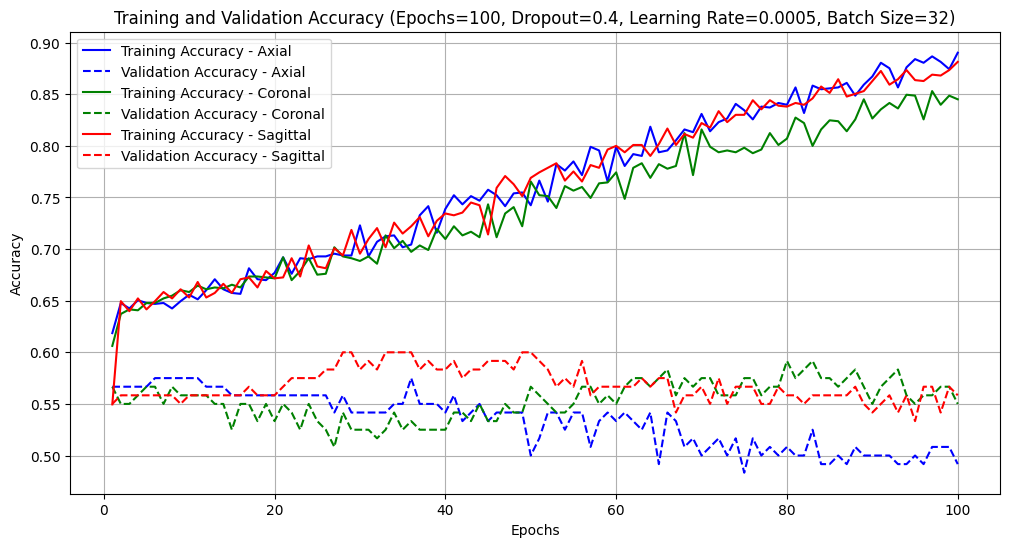 Training and Validation Accuracy (Epochs=100, Dropout=0.4, Learning Rate=0.0005, Batch Size=32)
Training Accuracy - Axial
Validation Accuracy - Axial
Training Accuracy - Coronal
Validation Accuracy - Coronal
Training Accuracy - Sagittal
Validation Accuracy - Sagittal
Accuracy
0.90
0.85
0.80
0.75
0.70
0.65
0.60
0.55
0.50
0 20 40 60 80 100
Epochs